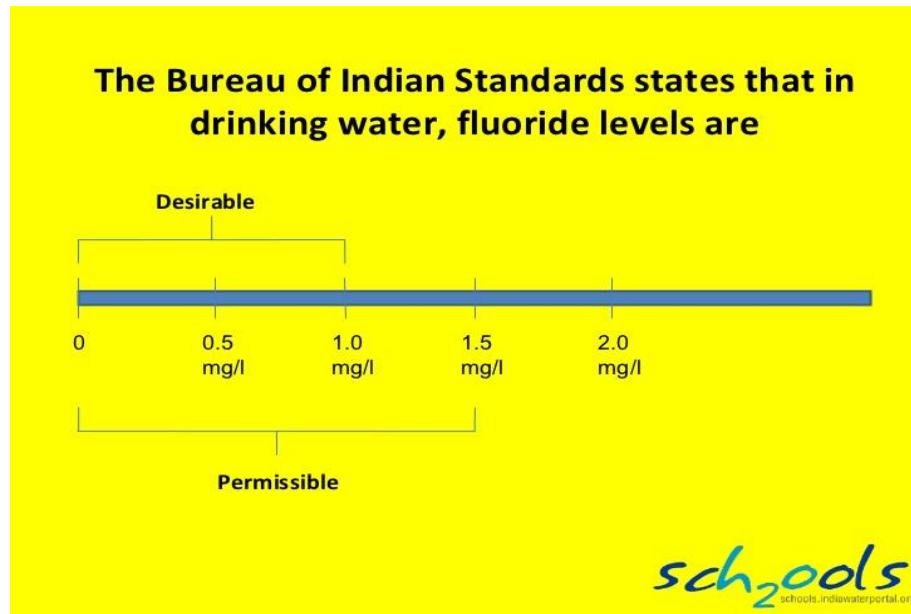 The Bureau of Indian Standards states that in
drinking water, fluoride levels are
Desirable
0
0.5
mg/l
1.0
mg/l
1.5
mg/l
2.0
mg/l
Permissible
sch2ools
schools.indiawaterportal.or